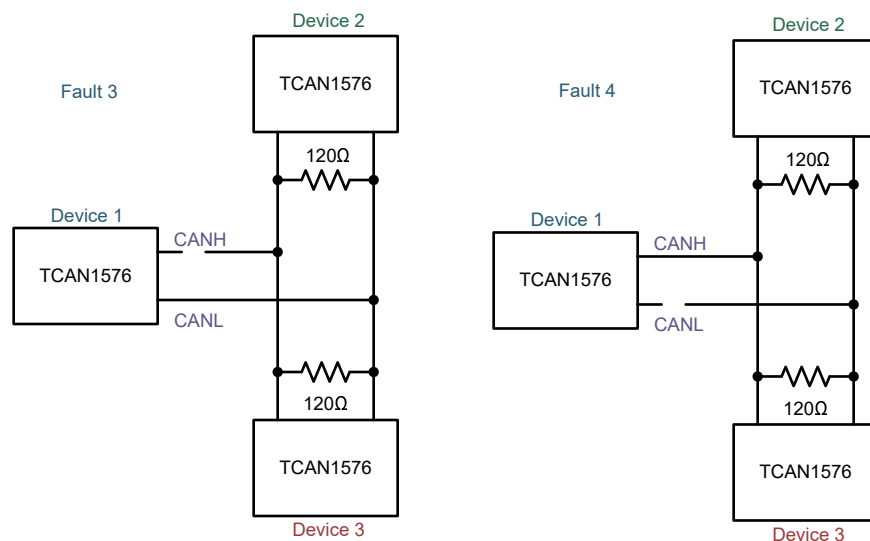 Device 2
TCAN1576
Fault 3
120Ω
Device 1
CANH
TCAN1576
CANL
120Ω
TCAN1576
Device 3
Device 2
TCAN1576
Fault 4
120Ω
Device 1
CANH
TCAN1576
CANL
120Ω
TCAN1576
Device 3